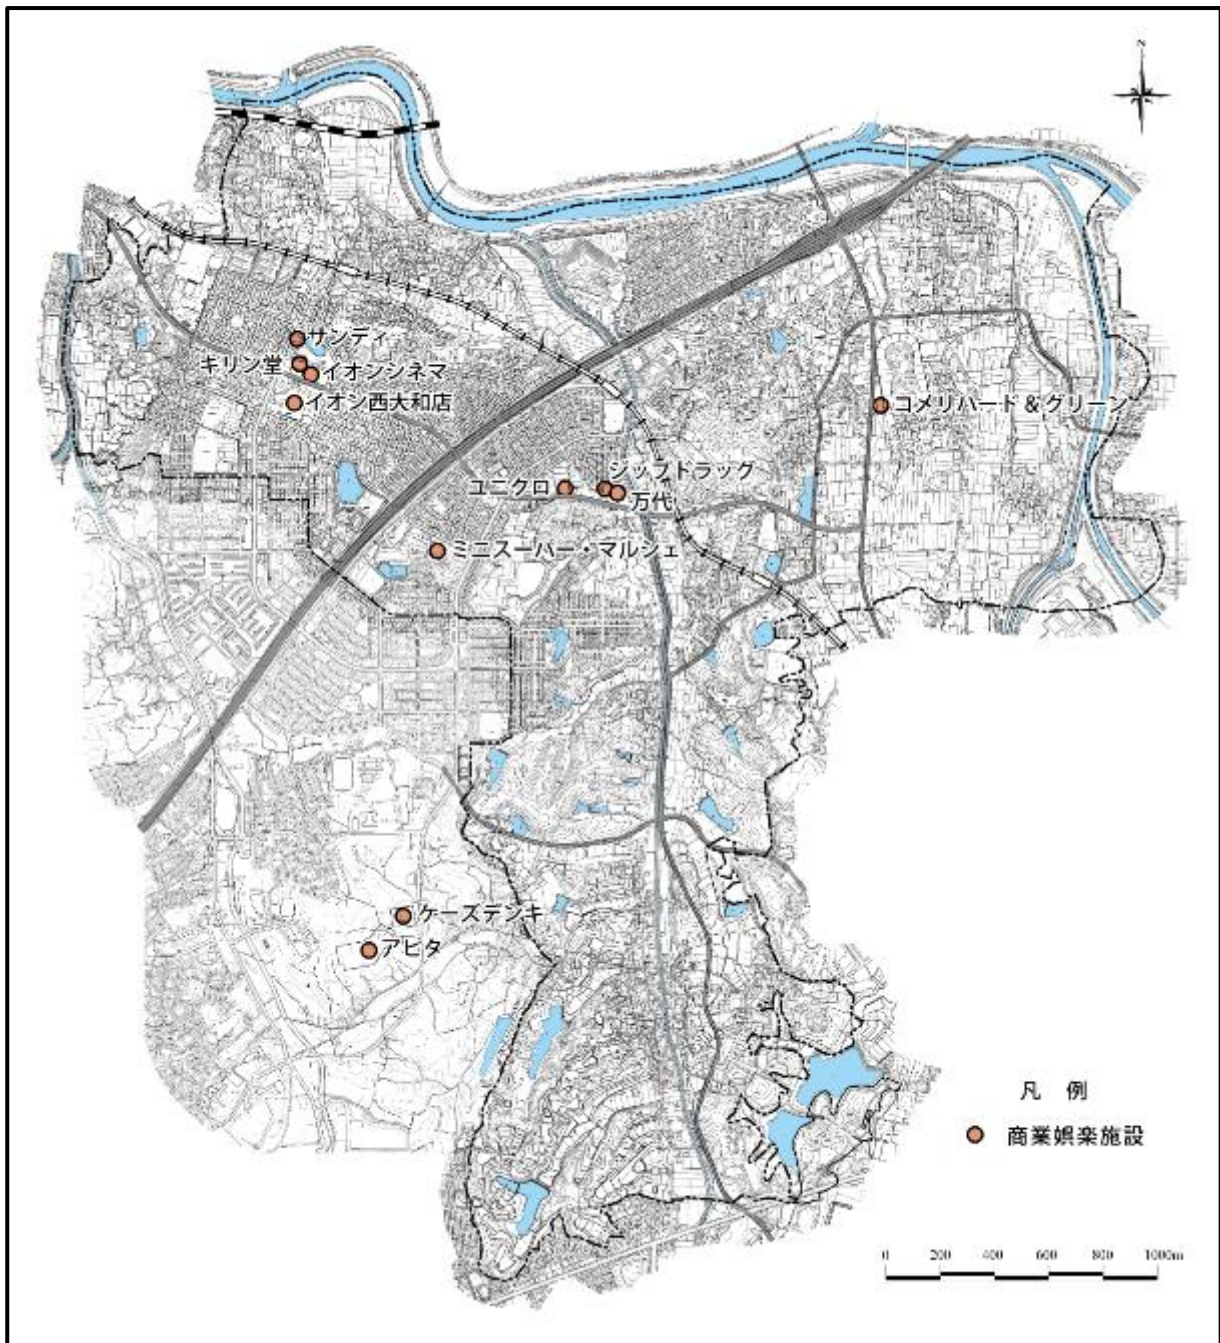 N
サンディ
キリン堂
イオンシネマ
イオン西大和店
コメリハード＆グリーン
ジップドラッグ
ユニクロ
万代
ミニスーパー・マルシェ
ケーズデンキ
アピタ
凡 例
商業娯楽施設
0 200 400 600 800 1000m